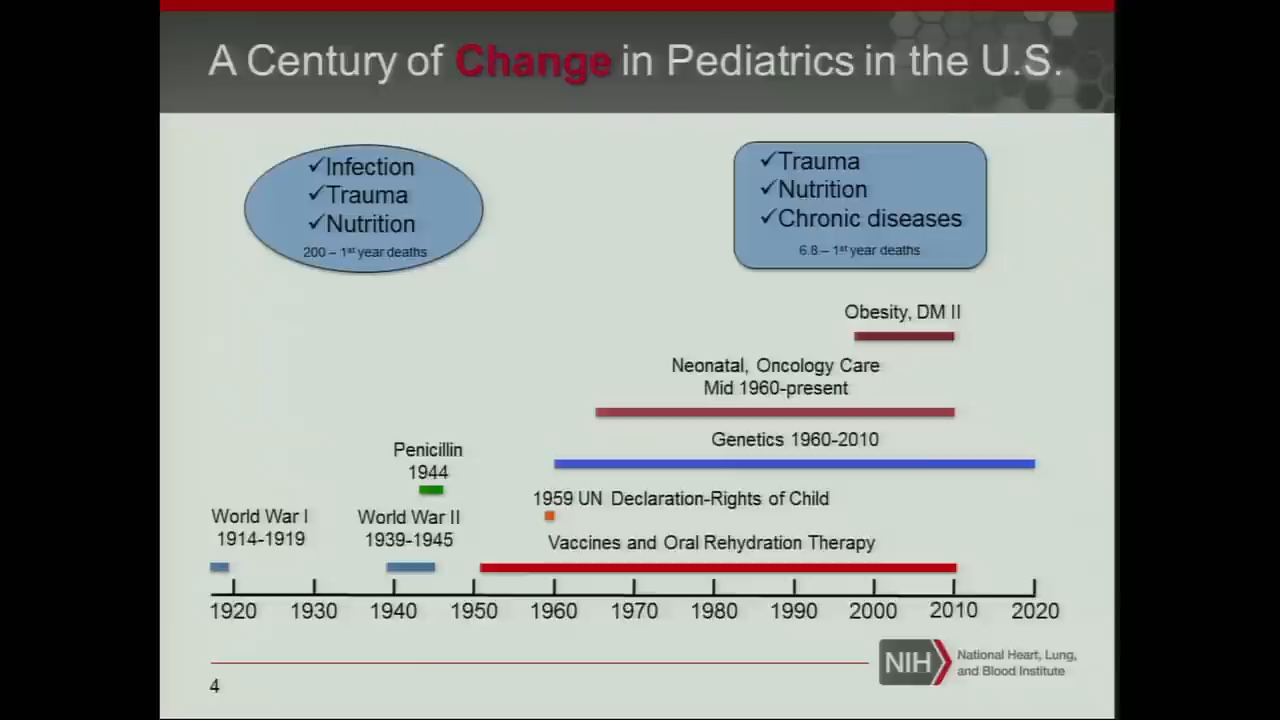 A Century of Change in Pediatrics in the U.S.
✓Infection
✓Trauma
✓Nutrition
200 – 1st year deaths
✓Trauma
✓Nutrition
✓Chronic diseases
6.8 – 1st year deaths
Obesity, DM II
Neonatal, Oncology Care
Mid 1960-present
Genetics 1960-2010
Penicillin
1944
1959 UN Declaration-Rights of Child
World War I
1914-1919
World War II
1939-1945
Vaccines and Oral Rehydration Therapy
1920 1930 1940 1950 1960 1970 1980 1990 2000 2010 2020
NIH
National Heart, Lung,
and Blood Institute
4